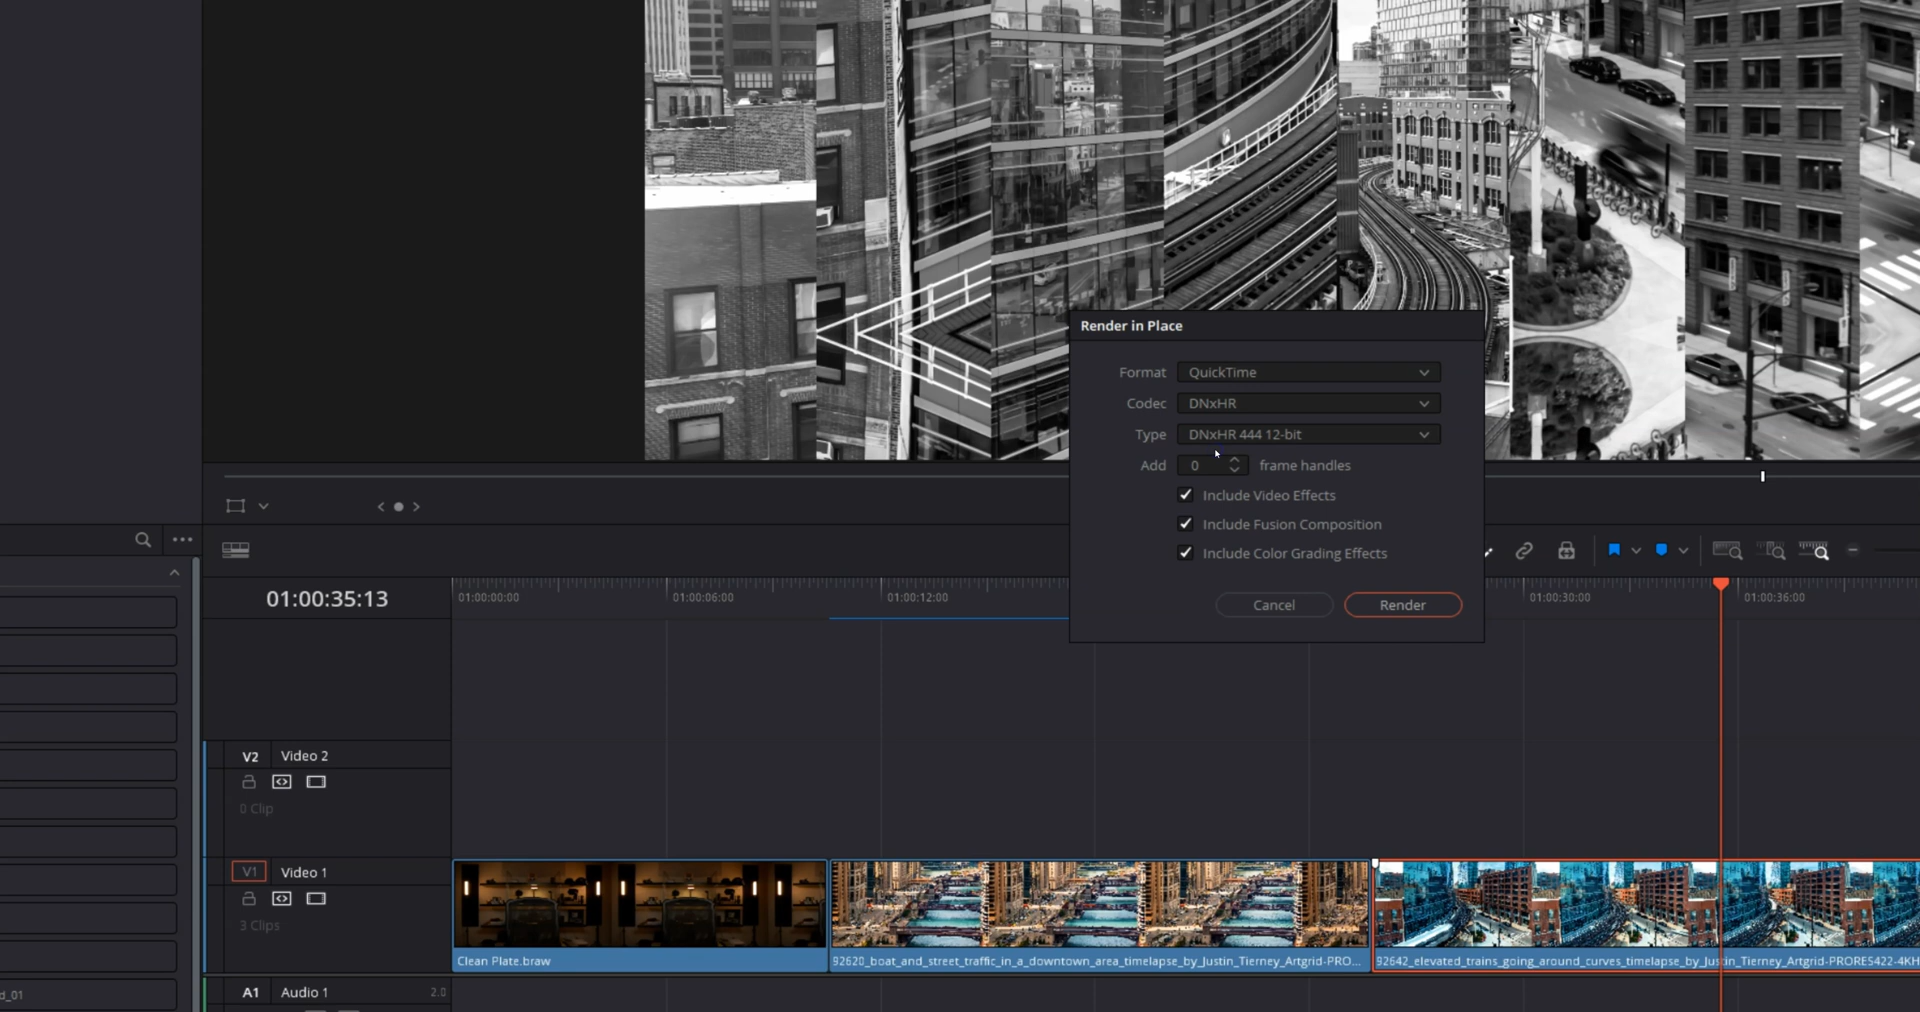 Render in Place
Format QuickTime
Codec DNxHR
Type DNxHR 444 12-bit
Add 0 frame handles
Include Video Effects
Include Fusion Composition
Include Color Grading Effects
Cancel Render
01:00:35:13
01:00:00:00 01:00:06:00 01:00:12:00 01:00:30:00 01:00:36:00
V2 Video 2
0 Clip
V1 Video 1
3 Clips
Clean Plate.braw
92620_boat_and_street_traffic_in_a_downtown_area_timelapse_by_Justin_Tierney_Artgrid-PRO...
92642_elevated_trains_going_around_curves_timelapse_by_Justin_Tierney_Artgrid-PRORES422-4KH
d_01
A1 Audio 1 2.0